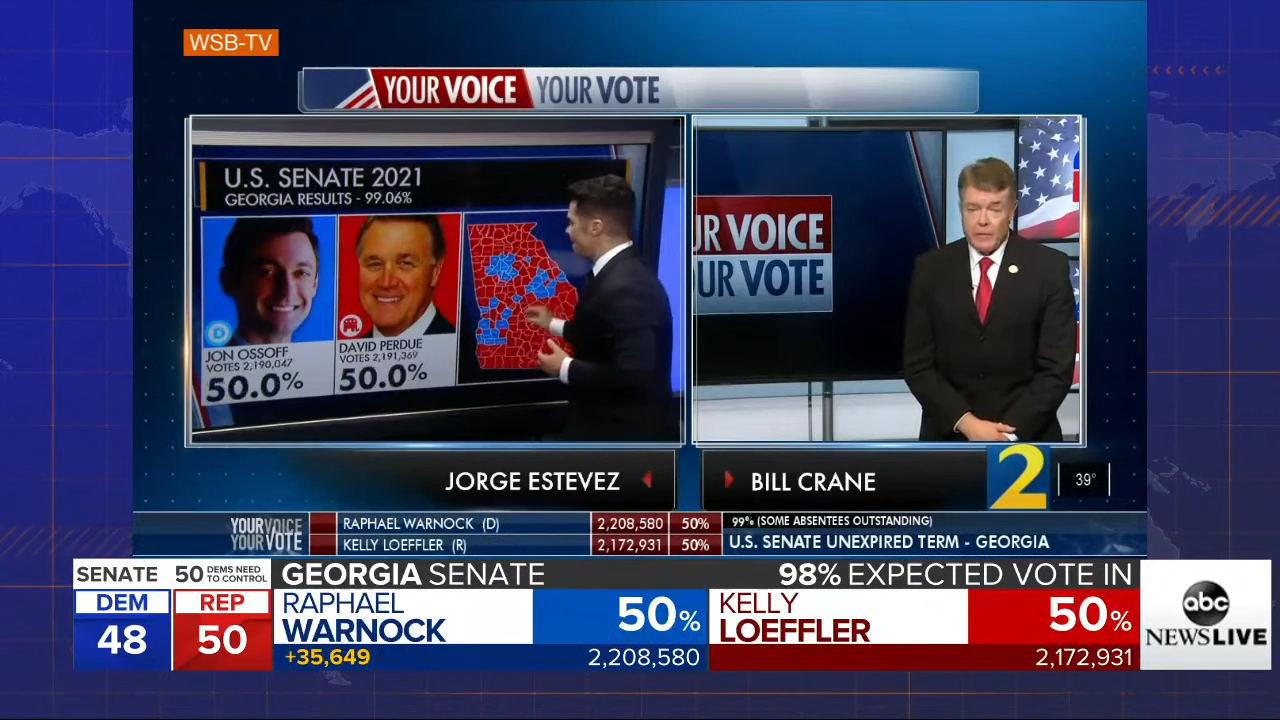 WSB-TV
YOUR VOICE YOUR VOTE
U.S. SENATE 2021
GEORGIA RESULTS - 99.06%
D
JON OSSOFF
VOTES 2,190,047
50.0%
DAVID PERDUE
VOTES 2,191,369
50.0%
UR VOICE
UR VOTE
JORGE ESTEVEZ
BILL CRANE
2
39°
YOUR VOICE
YOUR VOTE
RAPHAEL WARNOCK (D) 2,208,580 50%
KELLY LOEFFLER (R) 2,172,931 50%
99% (SOME ABSENTEES OUTSTANDING)
U.S. SENATE UNEXPIRED TERM - GEORGIA
SENATE 50 DEMS NEED TO CONTROL
DEM 48
REP 50
GEORGIA SENATE 98% EXPECTED VOTE IN
RAPHAEL
WARNOCK
50%
+35,649 2,208,580
KELLY
LOEFFLER
50%
2,172,931
abc
NEWS LIVE